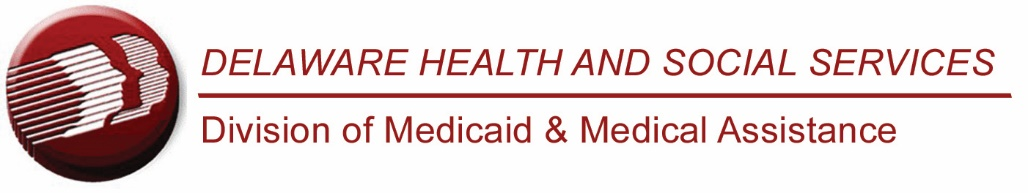 DELAWARE HEALTH AND SOCIAL SERVICES
Division of Medicaid & Medical Assistance